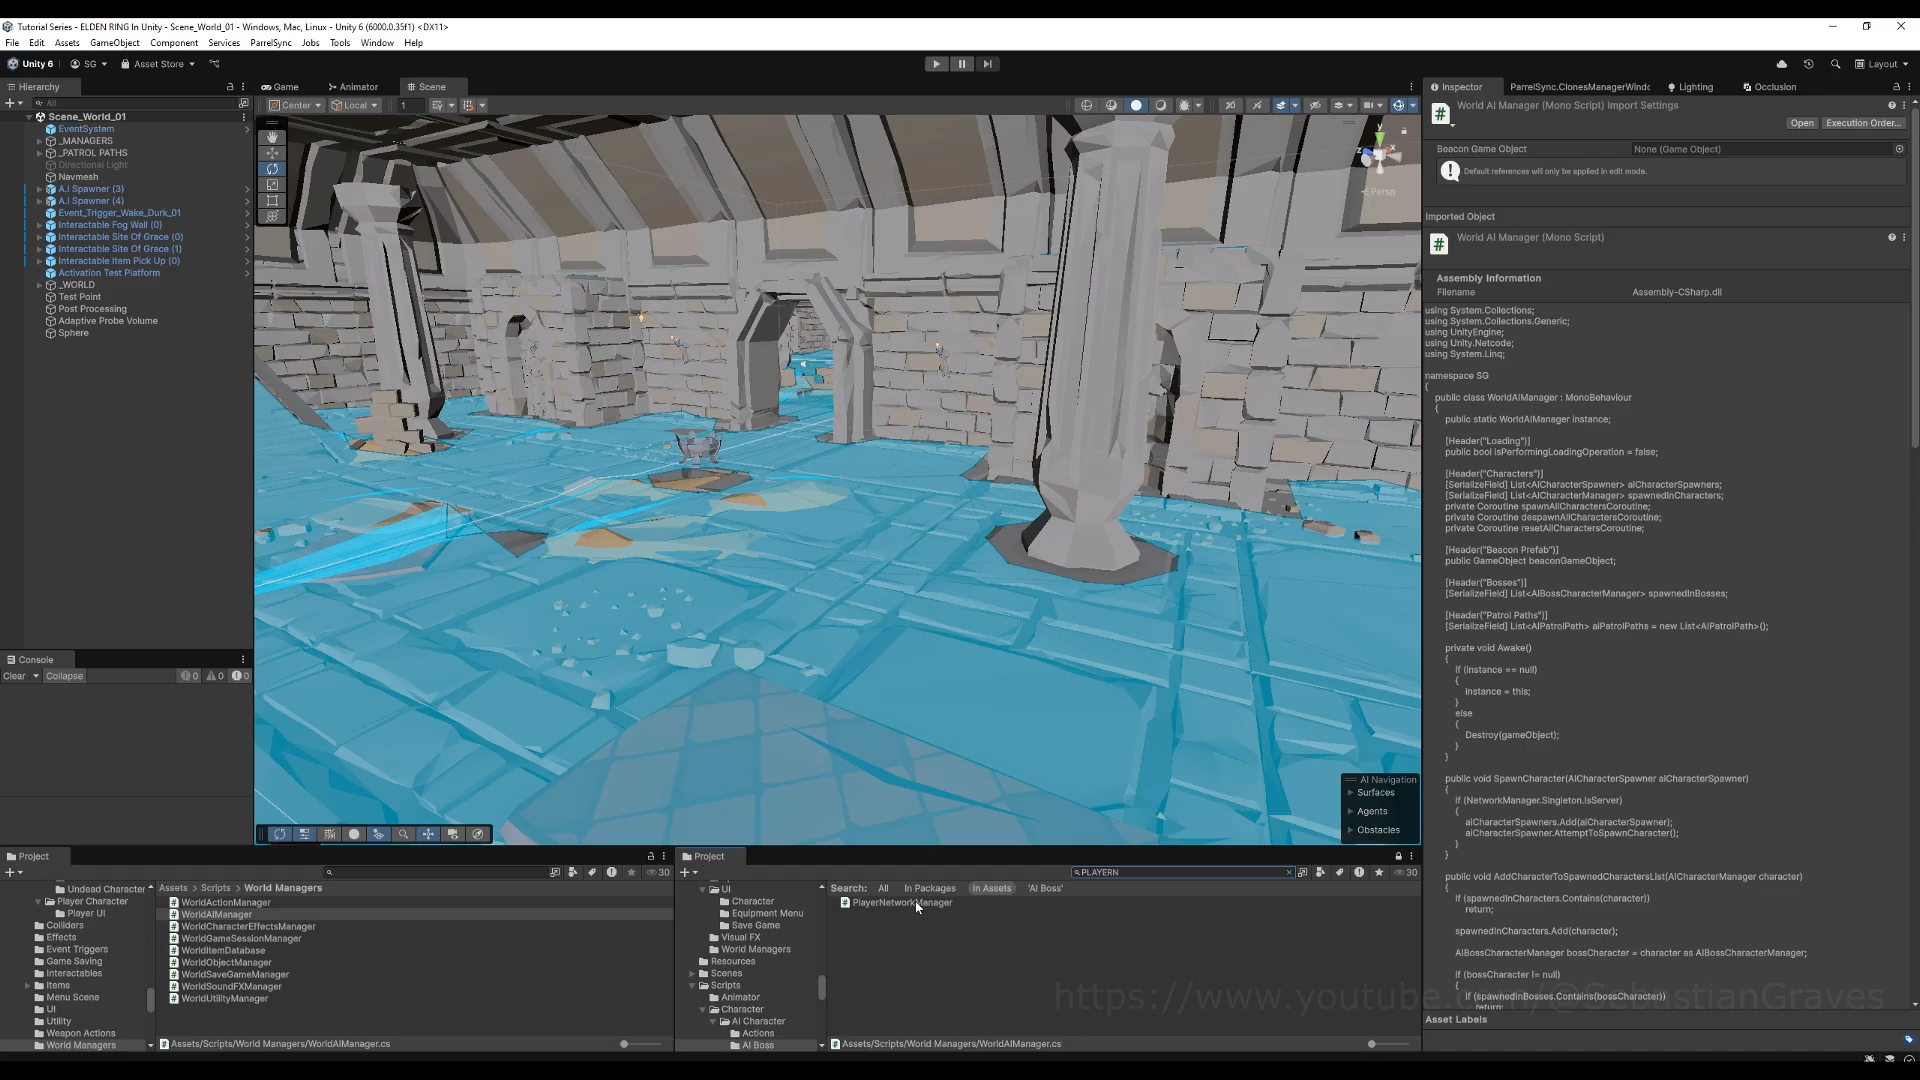 Tutorial Series - ELDEN RING In Unity - Scene_World_01 - Windows, Mac, Linux - Unity 6 (6000.0.35f1) <DX11>
File Edit Assets GameObject Component Services ParrelSync Jobs Tools Window Help
Unity 6 SG Asset Store Layout
Hierarchy
All
Scene_World_01
EventSystem
_MANAGERS
_PATROL PATHS
Directional Light
Navmesh
A.I Spawner (3)
A.I Spawner (4)
Event_Trigger_Wake_Durk_01
Interactable Fog Wall (0)
Interactable Site Of Grace (0)
Interactable Site Of Grace (1)
Interactable Item Pick Up (0)
Activation Test Platform
_WORLD
Test Point
Post Processing
Adaptive Probe Volume
Sphere
Console
Clear Collapse 0 0 0
Game Animator Scene
Center Local 1
Persp
AI Navigation
Surfaces
Agents
Obstacles
Inspector ParrelSync.ClonesManagerWindc Lighting Occlusion
World AI Manager (Mono Script) Import Settings
Open Execution Order...
Beacon Game Object None (Game Object)
Default references will only be applied in edit mode.
Imported Object
World AI Manager (Mono Script)
Assembly Information
Filename Assembly-CSharp.dll
using System.Collections;
using System.Collections.Generic;
using UnityEngine;
using Unity.Netcode;
using System.Linq;
namespace SG
{
public class WorldAIManager : MonoBehaviour
{
public static WorldAIManager instance;
[Header("Loading")]
public bool isPerformingLoadingOperation = false;
[Header("Characters")]
[SerializeField] List<AICharacterSpawner> aiCharacterSpawners;
[SerializeField] List<AICharacterManager> spawnedInCharacters;
private Coroutine spawnAllCharactersCoroutine;
private Coroutine despawnAllCharactersCoroutine;
private Coroutine resetAllCharactersCoroutine;
[Header("Beacon Prefab")]
public GameObject beaconGameObject;
[Header("Bosses")]
[SerializeField] List<AIBossCharacterManager> spawnedInBosses;
[Header("Patrol Paths")]
[SerializeField] List<AIPatrolPath> aiPatrolPaths = new List<AIPatrolPath>();
private void Awake()
{
if (instance == null)
{
instance = this;
}
else
{
Destroy(gameObject);
}
}
public void SpawnCharacter(AICharacterSpawner aiCharacterSpawner)
{
if (NetworkManager.Singleton.IsServer)
{
aiCharacterSpawners.Add(aiCharacterSpawner);
aiCharacterSpawner.AttemptToSpawnCharacter();
}
}
public void AddCharacterToSpawnedCharactersList(AICharacterManager character)
{
if (spawnedInCharacters.Contains(character))
return;
spawnedInCharacters.Add(character);
AIBossCharacterManager bossCharacter = character as AIBossCharacterManager;
if (bossCharacter != null)
{
if (spawnedInBosses.Contains(bossCharacter))
return;
Asset Labels
Project
30
Undead Character
Player Character
Player UI
Colliders
Effects
Event Triggers
Game Saving
Interactables
Items
Menu Scene
UI
Utility
Weapon Actions
World Managers
Assets > Scripts > World Managers
WorldActionManager
WorldAIManager
WorldCharacterEffectsManager
WorldGameSessionManager
WorldItemDatabase
WorldObjectManager
WorldSaveGameManager
WorldSoundFXManager
WorldUtilityManager
Assets/Scripts/World Managers/WorldAIManager.cs
Project
PLAYERN
30
UI
Character
Equipment Menu
Save Game
Visual FX
World Managers
Resources
Scenes
Scripts
Animator
Character
AI Character
Actions
AI Boss
Search: All In Packages In Assets 'AI Boss'
PlayerNetworkManager
Assets/Scripts/World Managers/WorldAIManager.cs
https://www.youtube.com/@SebastianGraves